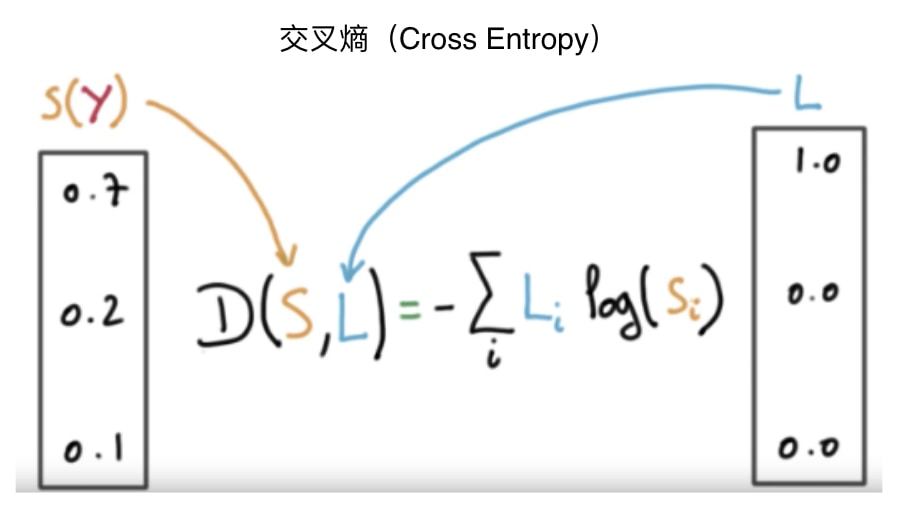 交叉熵（Cross Entropy）
S(Y)
L
0.7
0.2
0.1
D(S,L) = - ∑ᵢ Lᵢ log(Sᵢ)
1.0
0.0
0.0